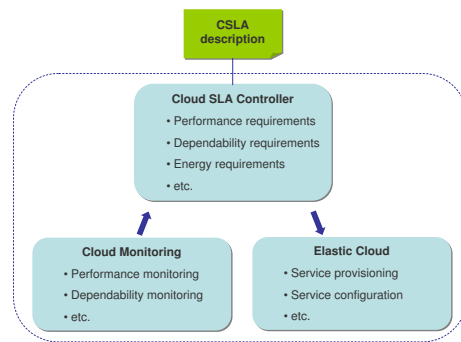 CSLA
description
Cloud SLA Controller
• Performance requirements
• Dependability requirements
• Energy requirements
• etc.
Cloud Monitoring
• Performance monitoring
• Dependability monitoring
• etc.
Elastic Cloud
• Service provisioning
• Service configuration
• etc.